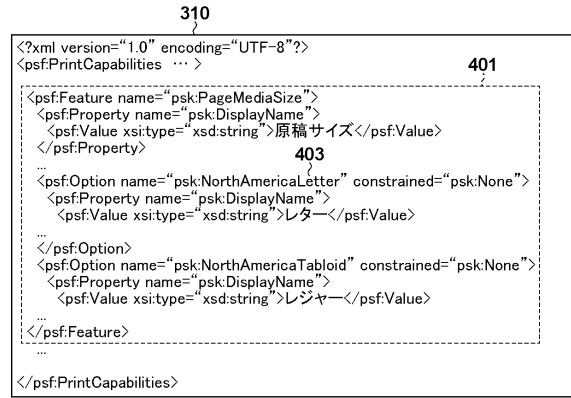 310
<?xml version=“1.0” encoding=“UTF-8”?>
<psf:PrintCapabilities … >
401
<psf:Feature name=“psk:PageMediaSize”>
<psf:Property name=“psk:DisplayName”>
<psf:Value xsi:type=“xsd:string”>原稿サイズ</psf:Value>
</psf:Property>
...
403
<psf:Option name=“psk:NorthAmericaLetter” constrained=“psk:None”>
<psf:Property name=“psk:DisplayName”>
<psf:Value xsi:type=“xsd:string”>レター</psf:Value>
...
</psf:Option>
<psf:Option name=“psk:NorthAmericaTabloid” constrained=“psk:None”>
<psf:Property name=“psk:DisplayName”>
<psf:Value xsi:type=“xsd:string”>レジャー</psf:Value>
...
</psf:Feature>
...
</psf:PrintCapabilities>